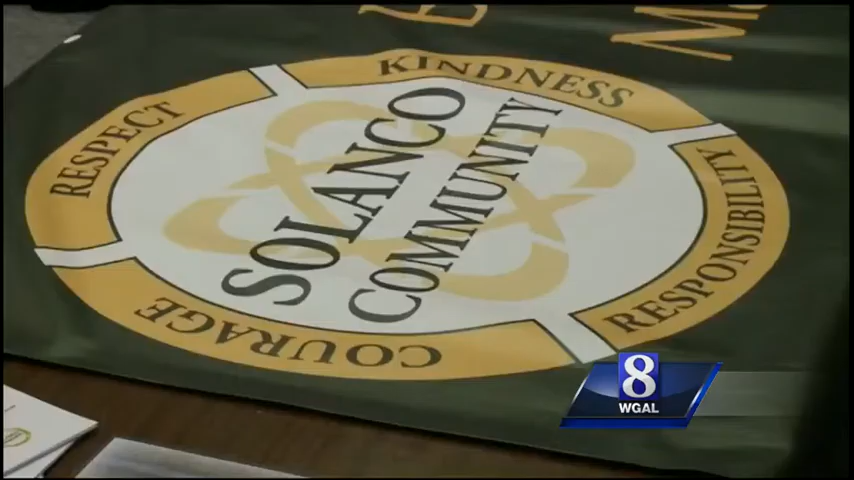 KINDNESS
RESPECT
SOLANCO
COMMUNITY
RESPONSIBILITY
COURAGE
8
WGAL